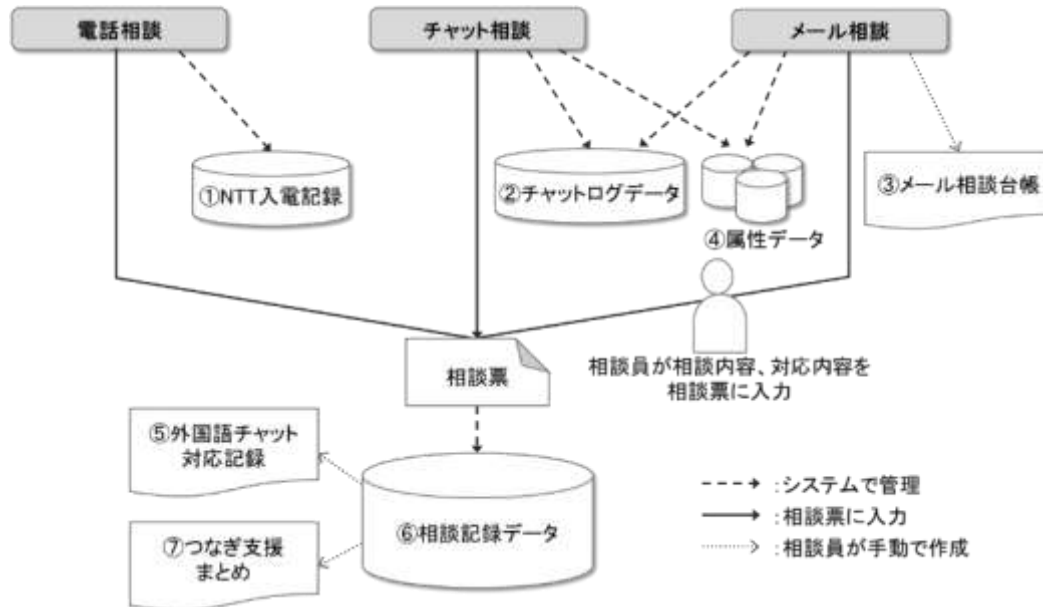 電話相談
チャット相談
メール相談
①NTT入電記録
②チャットログデータ
③メール相談台帳
④属性データ
相談票
相談員が相談内容、対応内容を
相談票に入力
⑤外国語チャット
対応記録
⑥相談記録データ
⑦つなぎ支援
まとめ
:システムで管理
:相談票に入力
:相談員が手動で作成